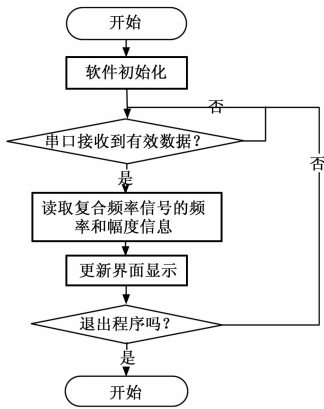 开始
软件初始化
否
串口接收到有效数据？
否
是
读取复合频率信号的频
率和幅度信息
更新界面显示
退出程序吗？
是
开始